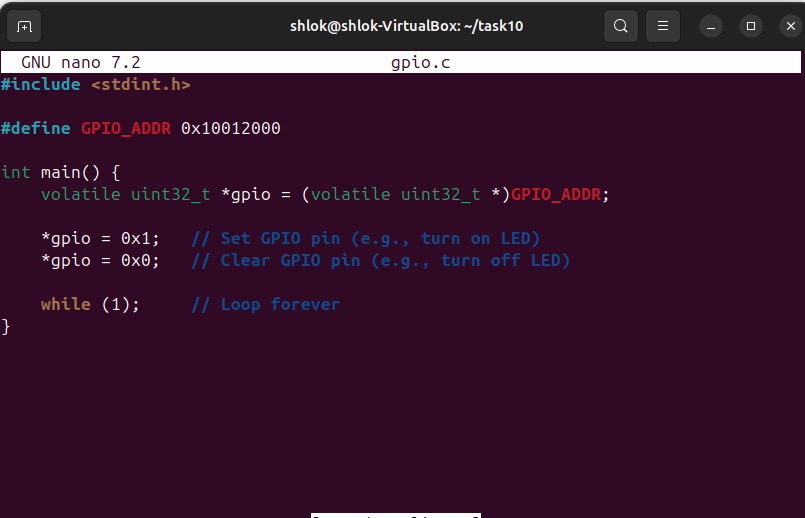 shlok@shlok-VirtualBox: ~/task10
GNU nano 7.2 gpio.c
#include <stdint.h>
#define GPIO_ADDR 0x10012000
int main() {
    volatile uint32_t *gpio = (volatile uint32_t *)GPIO_ADDR;
    *gpio = 0x1;   // Set GPIO pin (e.g., turn on LED)
    *gpio = 0x0;   // Clear GPIO pin (e.g., turn off LED)
    while (1);     // Loop forever
}